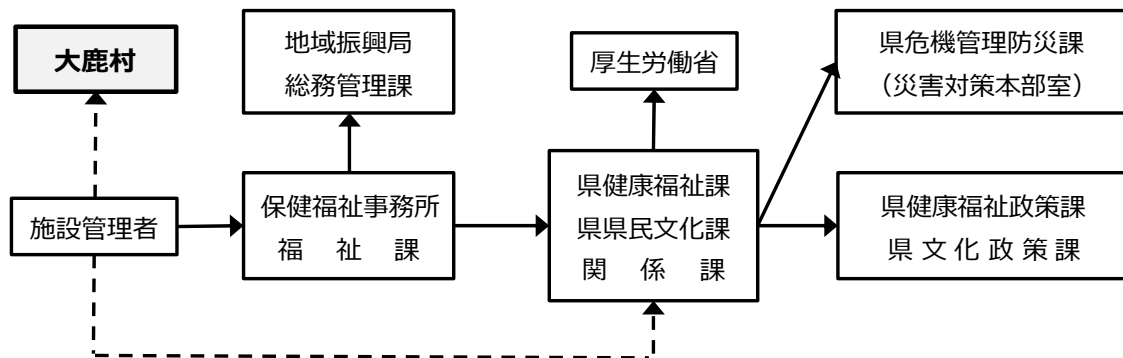 大鹿村
地域振興局
総務管理課
厚生労働省
県危機管理防災課
（災害対策本部室）
施設管理者
保健福祉事務所
福祉課
県健康福祉課
県県民文化課
関係課
県健康福祉政策課
県文化政策課